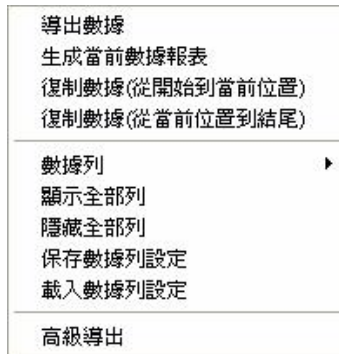 導出數據
生成當前數據報表
復制數據(從開始到當前位置)
復制數據(從當前位置到結尾)
數據列
顯示全部列
隱藏全部列
保存數據列設定
載入數據列設定
高級導出